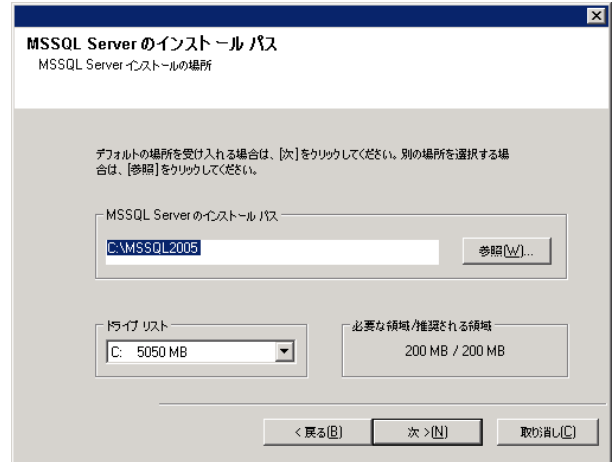 MSSQL Server のインストール パス
MSSQL Server インストールの場所
デフォルトの場所を受け入れる場合は、[次]をクリックしてください。別の場所を選択する場
合は、[参照]をクリックしてください。
MSSQL Server のインストール パス
C:\MSSQL2005
参照(W)...
ドライブ リスト
必要な領域/推奨される領域
C: 5050 MB
200 MB / 200 MB
< 戻る(B)
次 >(N)
取り消し(C)